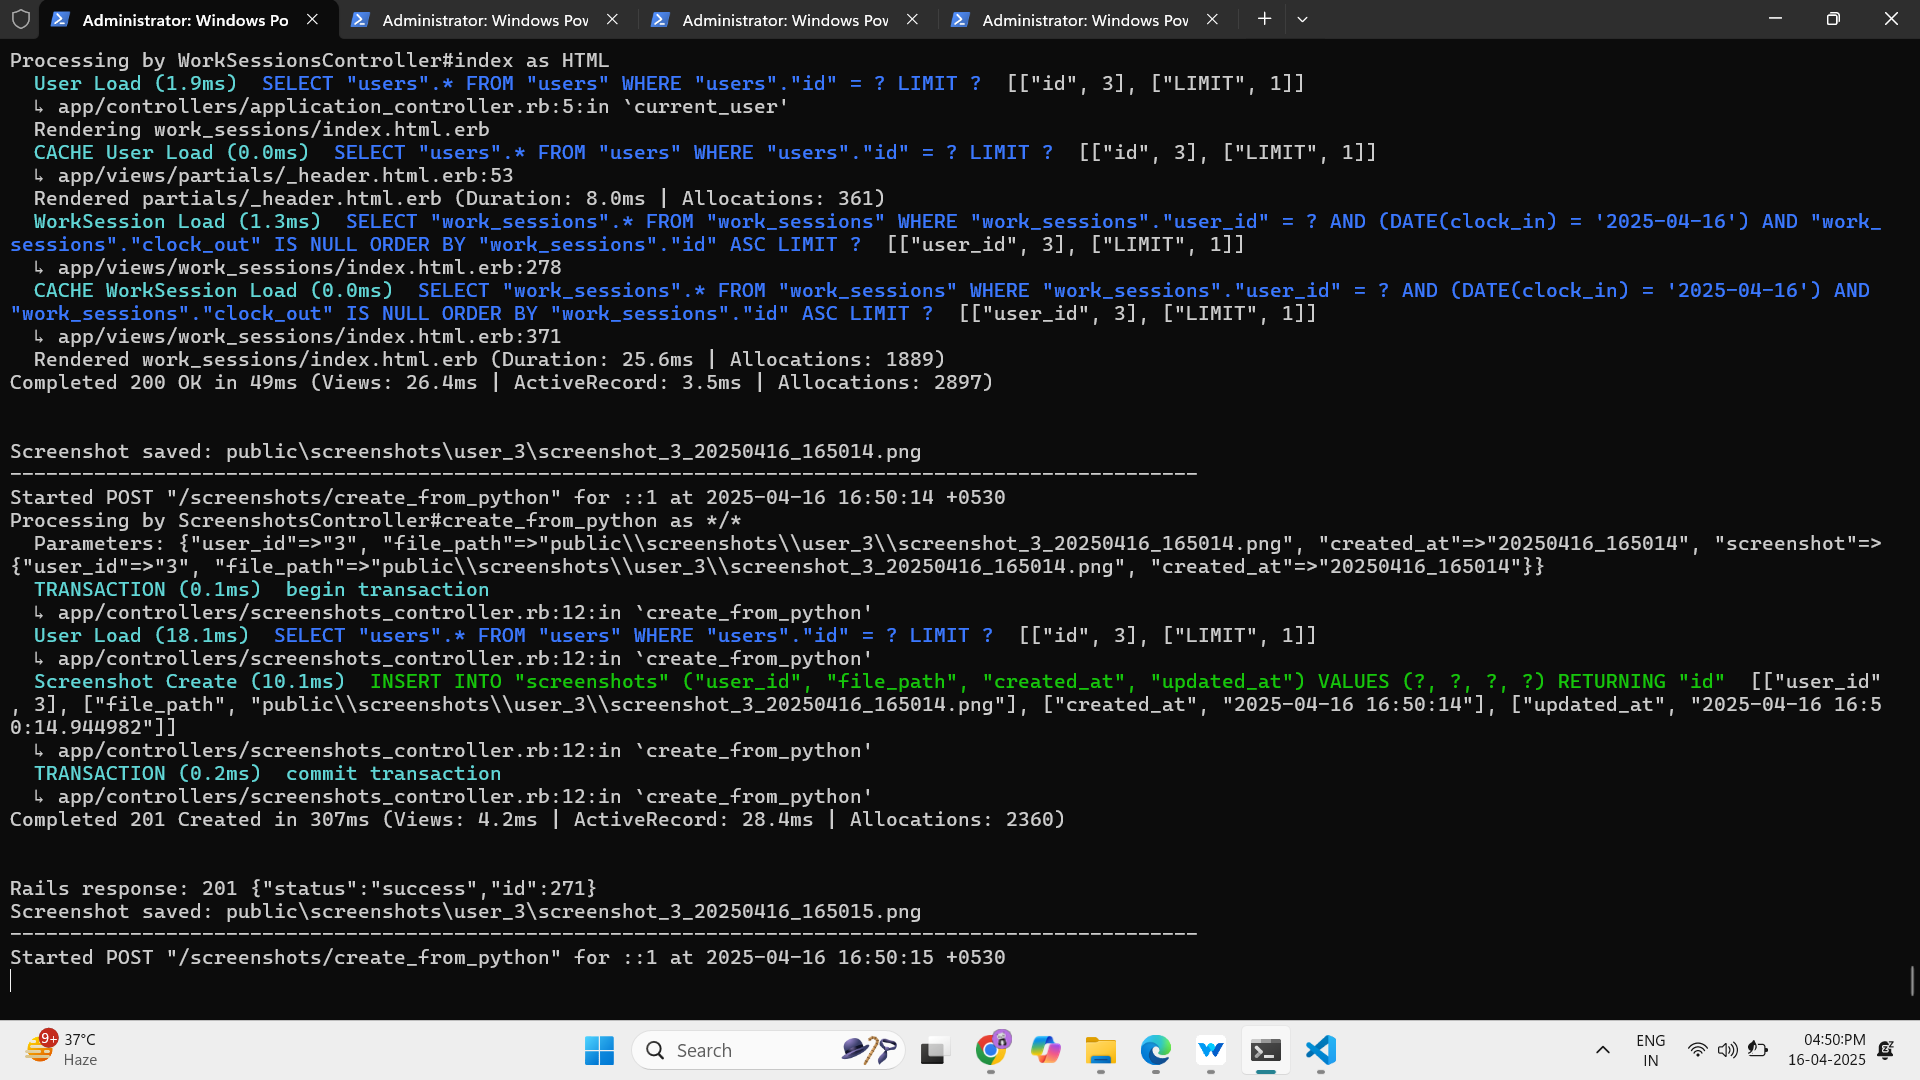 Administrator: Windows Po
Administrator: Windows Pow
Administrator: Windows Pow
Administrator: Windows Pow
Processing by WorkSessionsController#index as HTML
  User Load (1.9ms)  SELECT "users".* FROM "users" WHERE "users"."id" = ? LIMIT ?  [["id", 3], ["LIMIT", 1]]
  ↳ app/controllers/application_controller.rb:5:in `current_user'
  Rendering work_sessions/index.html.erb
  CACHE User Load (0.0ms)  SELECT "users".* FROM "users" WHERE "users"."id" = ? LIMIT ?  [["id", 3], ["LIMIT", 1]]
  ↳ app/views/partials/_header.html.erb:53
  Rendered partials/_header.html.erb (Duration: 8.0ms | Allocations: 361)
  WorkSession Load (1.3ms)  SELECT "work_sessions".* FROM "work_sessions" WHERE "work_sessions"."user_id" = ? AND (DATE(clock_in) = '2025-04-16') AND "work_
sessions"."clock_out" IS NULL ORDER BY "work_sessions"."id" ASC LIMIT ?  [["user_id", 3], ["LIMIT", 1]]
  ↳ app/views/work_sessions/index.html.erb:278
  CACHE WorkSession Load (0.0ms)  SELECT "work_sessions".* FROM "work_sessions" WHERE "work_sessions"."user_id" = ? AND (DATE(clock_in) = '2025-04-16') AND
"work_sessions"."clock_out" IS NULL ORDER BY "work_sessions"."id" ASC LIMIT ?  [["user_id", 3], ["LIMIT", 1]]
  ↳ app/views/work_sessions/index.html.erb:371
  Rendered work_sessions/index.html.erb (Duration: 25.6ms | Allocations: 1889)
Completed 200 OK in 49ms (Views: 26.4ms | ActiveRecord: 3.5ms | Allocations: 2897)
Screenshot saved: public\screenshots\user_3\screenshot_3_20250416_165014.png
---------------------------------------------------------------------------------------------------
Started POST "/screenshots/create_from_python" for ::1 at 2025-04-16 16:50:14 +0530
Processing by ScreenshotsController#create_from_python as */*
  Parameters: {"user_id"=>"3", "file_path"=>"public\\screenshots\\user_3\\screenshot_3_20250416_165014.png", "created_at"=>"20250416_165014", "screenshot"=>
{"user_id"=>"3", "file_path"=>"public\\screenshots\\user_3\\screenshot_3_20250416_165014.png", "created_at"=>"20250416_165014"}}
  TRANSACTION (0.1ms)  begin transaction
  ↳ app/controllers/screenshots_controller.rb:12:in `create_from_python'
  User Load (18.1ms)  SELECT "users".* FROM "users" WHERE "users"."id" = ? LIMIT ?  [["id", 3], ["LIMIT", 1]]
  ↳ app/controllers/screenshots_controller.rb:12:in `create_from_python'
  Screenshot Create (10.1ms)  INSERT INTO "screenshots" ("user_id", "file_path", "created_at", "updated_at") VALUES (?, ?, ?, ?) RETURNING "id"  [["user_id"
, 3], ["file_path", "public\\screenshots\\user_3\\screenshot_3_20250416_165014.png"], ["created_at", "2025-04-16 16:50:14"], ["updated_at", "2025-04-16 16:5
0:14.944982"]]
  ↳ app/controllers/screenshots_controller.rb:12:in `create_from_python'
  TRANSACTION (0.2ms)  commit transaction
  ↳ app/controllers/screenshots_controller.rb:12:in `create_from_python'
Completed 201 Created in 307ms (Views: 4.2ms | ActiveRecord: 28.4ms | Allocations: 2360)
Rails response: 201 {"status":"success","id":271}
Screenshot saved: public\screenshots\user_3\screenshot_3_20250416_165015.png
---------------------------------------------------------------------------------------------------
Started POST "/screenshots/create_from_python" for ::1 at 2025-04-16 16:50:15 +0530
9+
37°C
Haze
Search
ENG
IN
04:50:PM
16-04-2025